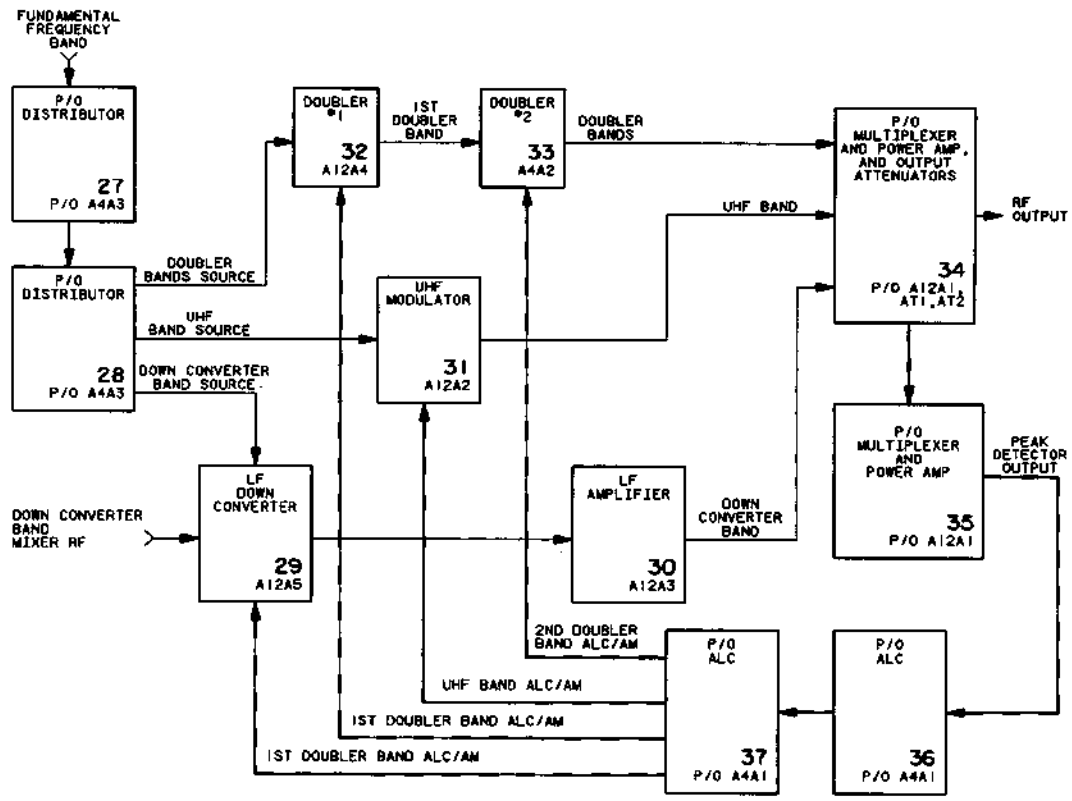 FUNDAMENTAL
FREQUENCY
BAND
P/O
DISTRIBUTOR
27
P/O A4A3
DOUBLER
#1
32
A12A4
1ST
DOUBLER
BAND
DOUBLER
#2
33
A4A2
DOUBLER
BANDS
P/O
MULTIPLEXER
AND POWER AMP,
AND OUTPUT
ATTENUATORS
34
P/O A12A1,
AT1,AT2
RF
OUTPUT
UHF BAND
P/O
DISTRIBUTOR
28
P/O A4A3
DOUBLER
BANDS SOURCE
UHF
BAND SOURCE
DOWN CONVERTER
BAND SOURCE
UHF
MODULATOR
31
A12A2
P/O
MULTIPLEXER
AND
POWER AMP
35
P/O A12A1
PEAK
DETECTOR
OUTPUT
DOWN CONVERTER
BAND
MIXER RF
LF
DOWN
CONVERTER
29
A12A5
LF
AMPLIFIER
30
A12A3
DOWN
CONVERTER
BAND
2ND DOUBLER
BAND ALC/AM
UHF BAND ALC/AM
1ST DOUBLER BAND ALC/AM
1ST DOUBLER BAND ALC/AM
P/O
ALC
37
P/O A4A1
P/O
ALC
36
P/O A4A1